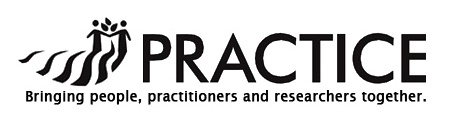 PRACTICE
Bringing people, practitioners and researchers together.